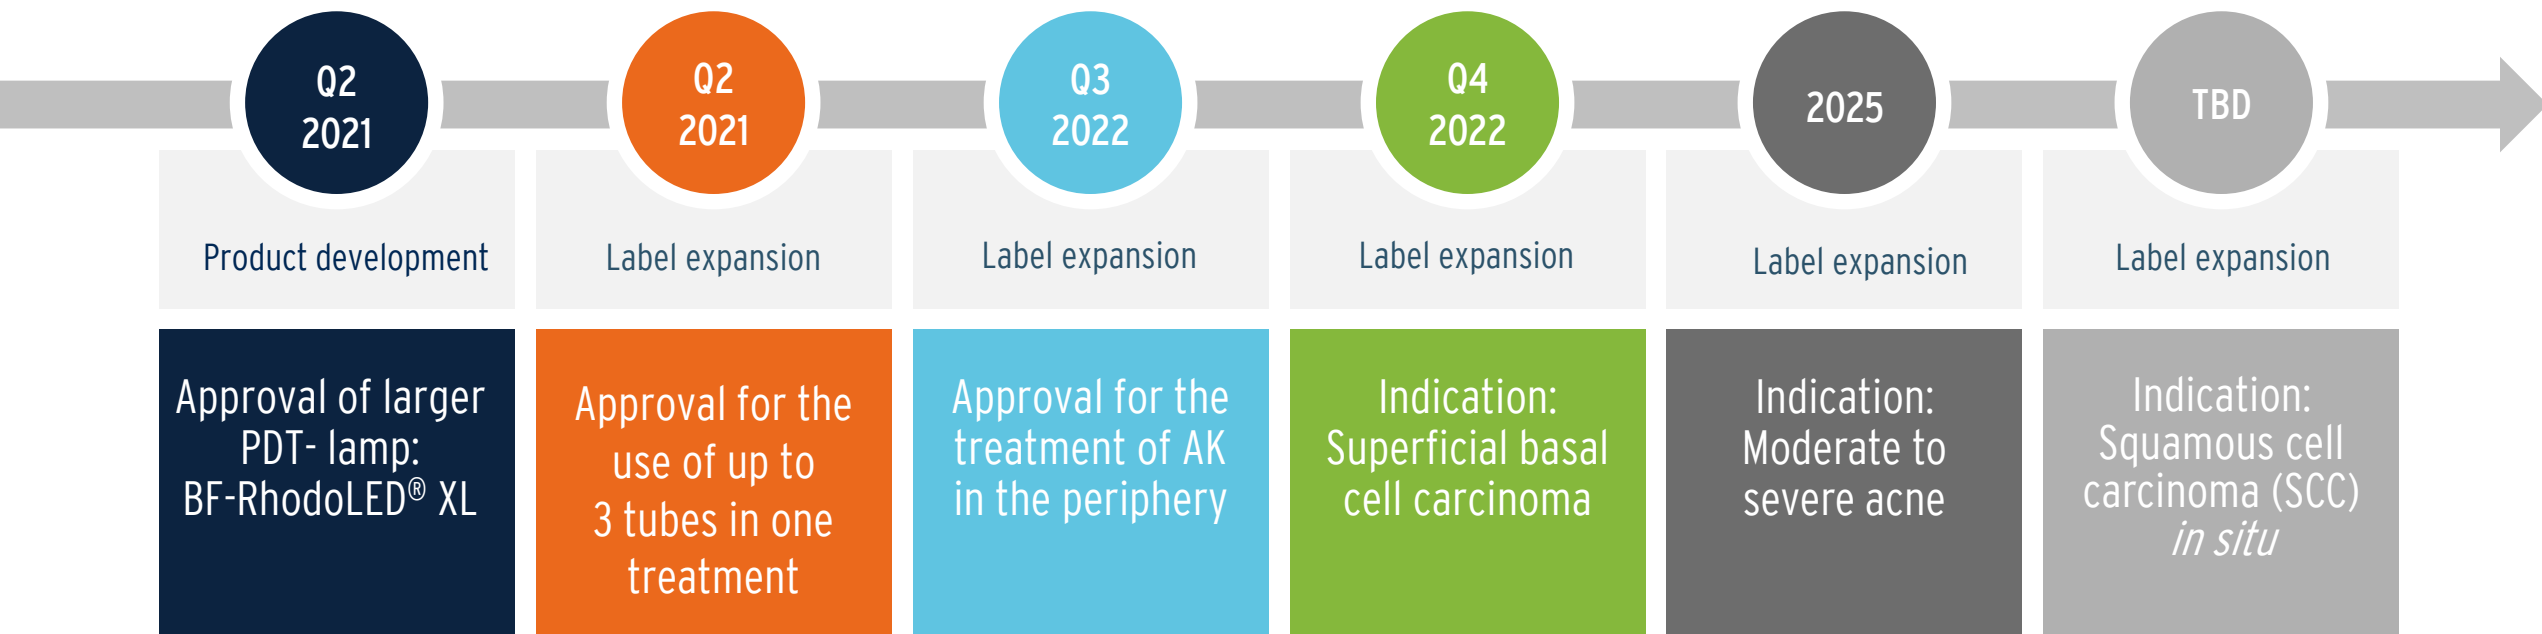 Q2
2021
Product development
Approval of larger
PDT- lamp:
BF-RhodoLED® XL
Q2
2021
Label expansion
Approval for the
use of up to
3 tubes in one
treatment
Q3
2022
Label expansion
Approval for the
treatment of AK
in the periphery
Q4
2022
Label expansion
Indication:
Superficial basal
cell carcinoma
2025
Label expansion
Indication:
Moderate to
severe acne
TBD
Label expansion
Indication:
Squamous cell
carcinoma (SCC)
in situ